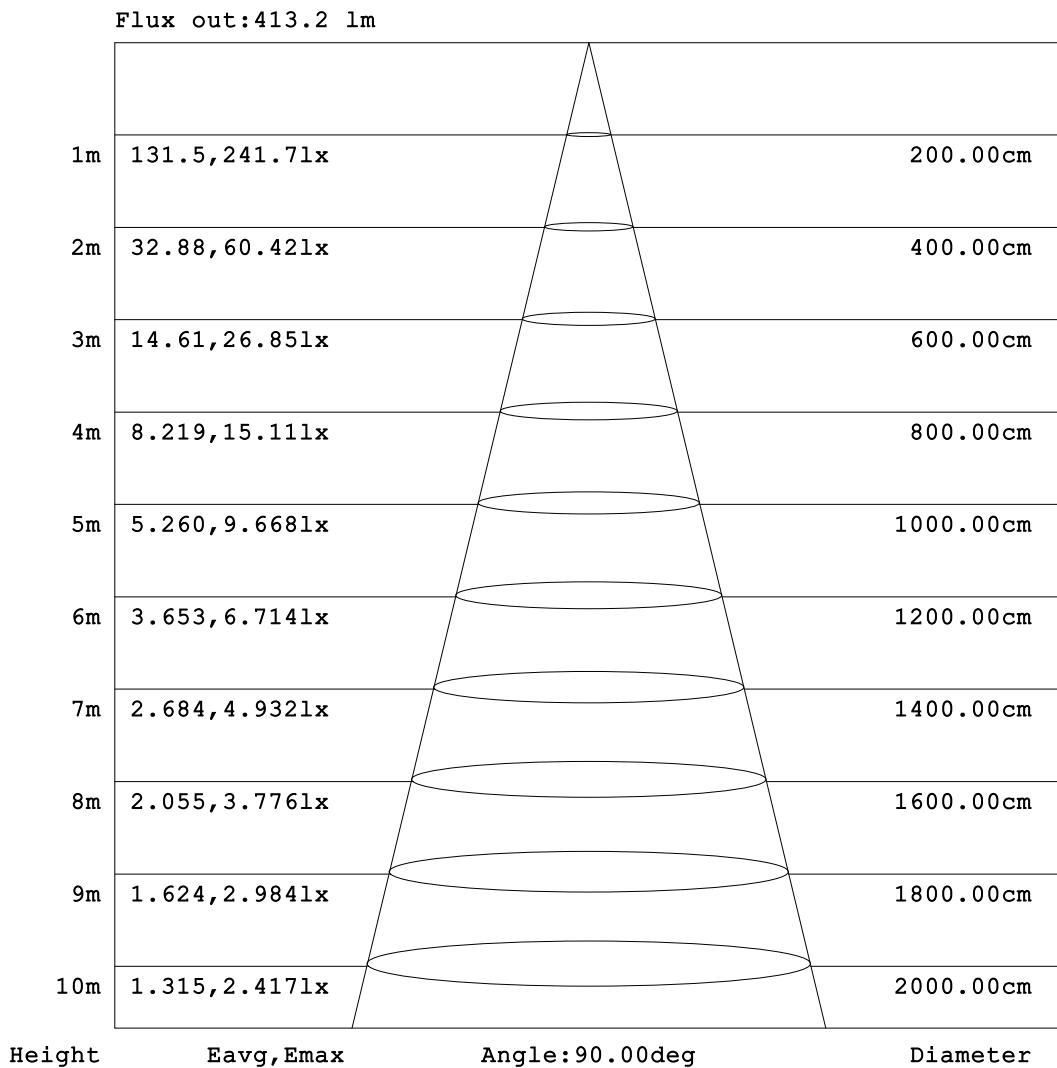 Flux out:413.2 lm
1m 131.5,241.7lx 200.00cm
2m 32.88,60.42lx 400.00cm
3m 14.61,26.85lx 600.00cm
4m 8.219,15.11lx 800.00cm
5m 5.260,9.668lx 1000.00cm
6m 3.653,6.714lx 1200.00cm
7m 2.684,4.932lx 1400.00cm
8m 2.055,3.776lx 1600.00cm
9m 1.624,2.984lx 1800.00cm
10m 1.315,2.417lx 2000.00cm
Height Eavg,Emax Angle:90.00deg Diameter